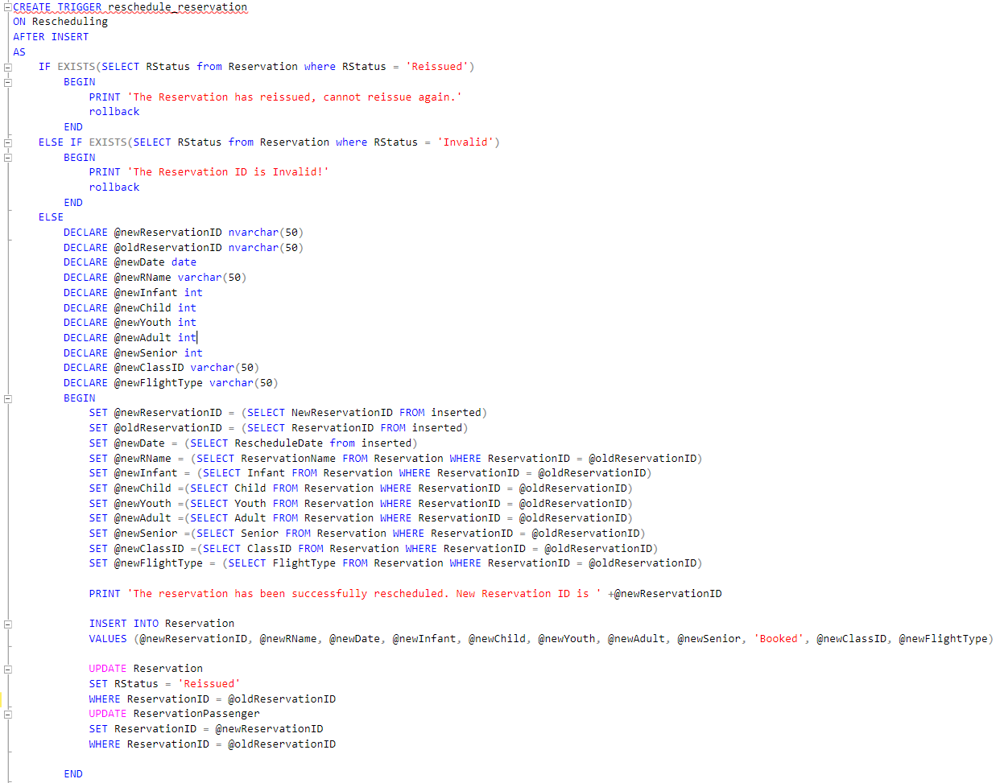 CREATE TRIGGER reschedule_reservation
ON Rescheduling
AFTER INSERT
AS
IF EXISTS(SELECT RStatus from Reservation where RStatus = 'Reissued')
BEGIN
PRINT 'The Reservation has reissued, cannot reissue again.'
rollback
END
ELSE IF EXISTS(SELECT RStatus from Reservation where RStatus = 'Invalid')
BEGIN
PRINT 'The Reservation ID is Invalid!'
rollback
END
ELSE
DECLARE @newReservationID nvarchar(50)
DECLARE @oldReservationID nvarchar(50)
DECLARE @newDate date
DECLARE @newRName varchar(50)
DECLARE @newInfant int
DECLARE @newChild int
DECLARE @newYouth int
DECLARE @newAdult int
DECLARE @newSenior int
DECLARE @newClassID varchar(50)
DECLARE @newFlightType varchar(50)
BEGIN
SET @newReservationID = (SELECT NewReservationID FROM inserted)
SET @oldReservationID = (SELECT ReservationID FROM inserted)
SET @newDate = (SELECT RescheduleDate from inserted)
SET @newRName = (SELECT ReservationName FROM Reservation WHERE ReservationID = @oldReservationID)
SET @newInfant = (SELECT Infant FROM Reservation WHERE ReservationID = @oldReservationID)
SET @newChild =(SELECT Child FROM Reservation WHERE ReservationID = @oldReservationID)
SET @newYouth =(SELECT Youth FROM Reservation WHERE ReservationID = @oldReservationID)
SET @newAdult =(SELECT Adult FROM Reservation WHERE ReservationID = @oldReservationID)
SET @newSenior =(SELECT Senior FROM Reservation WHERE ReservationID = @oldReservationID)
SET @newClassID =(SELECT ClassID FROM Reservation WHERE ReservationID = @oldReservationID)
SET @newFlightType = (SELECT FlightType FROM Reservation WHERE ReservationID = @oldReservationID)
PRINT 'The reservation has been successfully rescheduled. New Reservation ID is ' +@newReservationID
INSERT INTO Reservation
VALUES (@newReservationID, @newRName, @newDate, @newInfant, @newChild, @newYouth, @newAdult, @newSenior, 'Booked', @newClassID, @newFlightType)
UPDATE Reservation
SET RStatus = 'Reissued'
WHERE ReservationID = @oldReservationID
UPDATE ReservationPassenger
SET ReservationID = @newReservationID
WHERE ReservationID = @oldReservationID
END